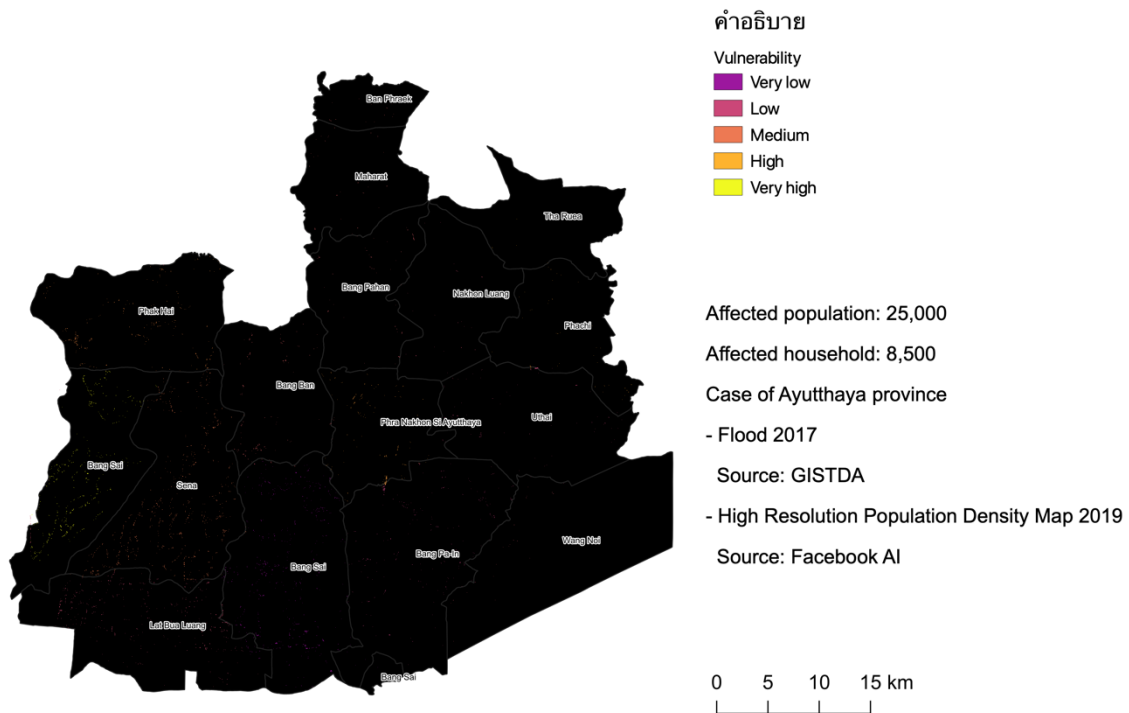 คำอธิบาย
Vulnerability
Very low
Low
Medium
High
Very high
Ban Phraek
Maharat
Tha Ruea
Bang Pahan
Nakhon Luang
Phak Hai
Phachi
Bang Ban
Phra Nakhon Si Ayutthaya
Uthai
Bang Sai
Sena
Wang Noi
Bang Pa-In
Bang Sai
Lat Bua Luang
Bang Sai
Affected population: 25,000
Affected household: 8,500
Case of Ayutthaya province
- Flood 2017
Source: GISTDA
- High Resolution Population Density Map 2019
Source: Facebook AI
0 5 10 15 km